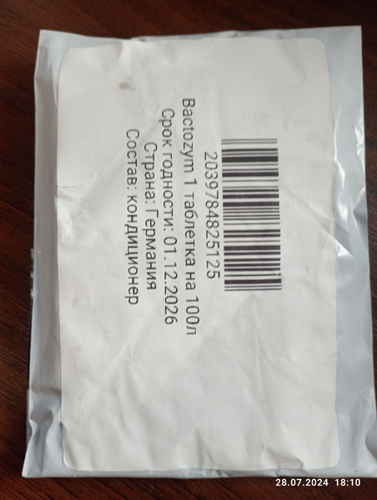 2039784825125
Bactozym 1 таблетка на 100л
Срок годности: 01.12.2026
Страна: Германия
Состав: кондиционер
28.07.2024 18:10